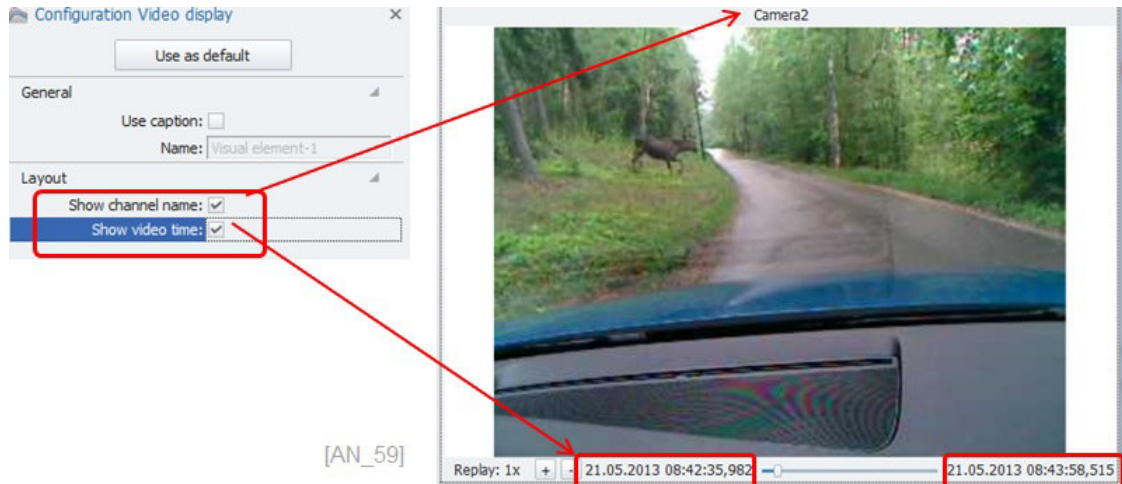 Configuration Video display ×
Use as default
General
Use caption:
Name: Visual element-1
Layout
Show channel name:
Show video time:
[AN_59]
Camera2
Replay: 1x + - 21.05.2013 08:42:35,982 21.05.2013 08:43:58,515